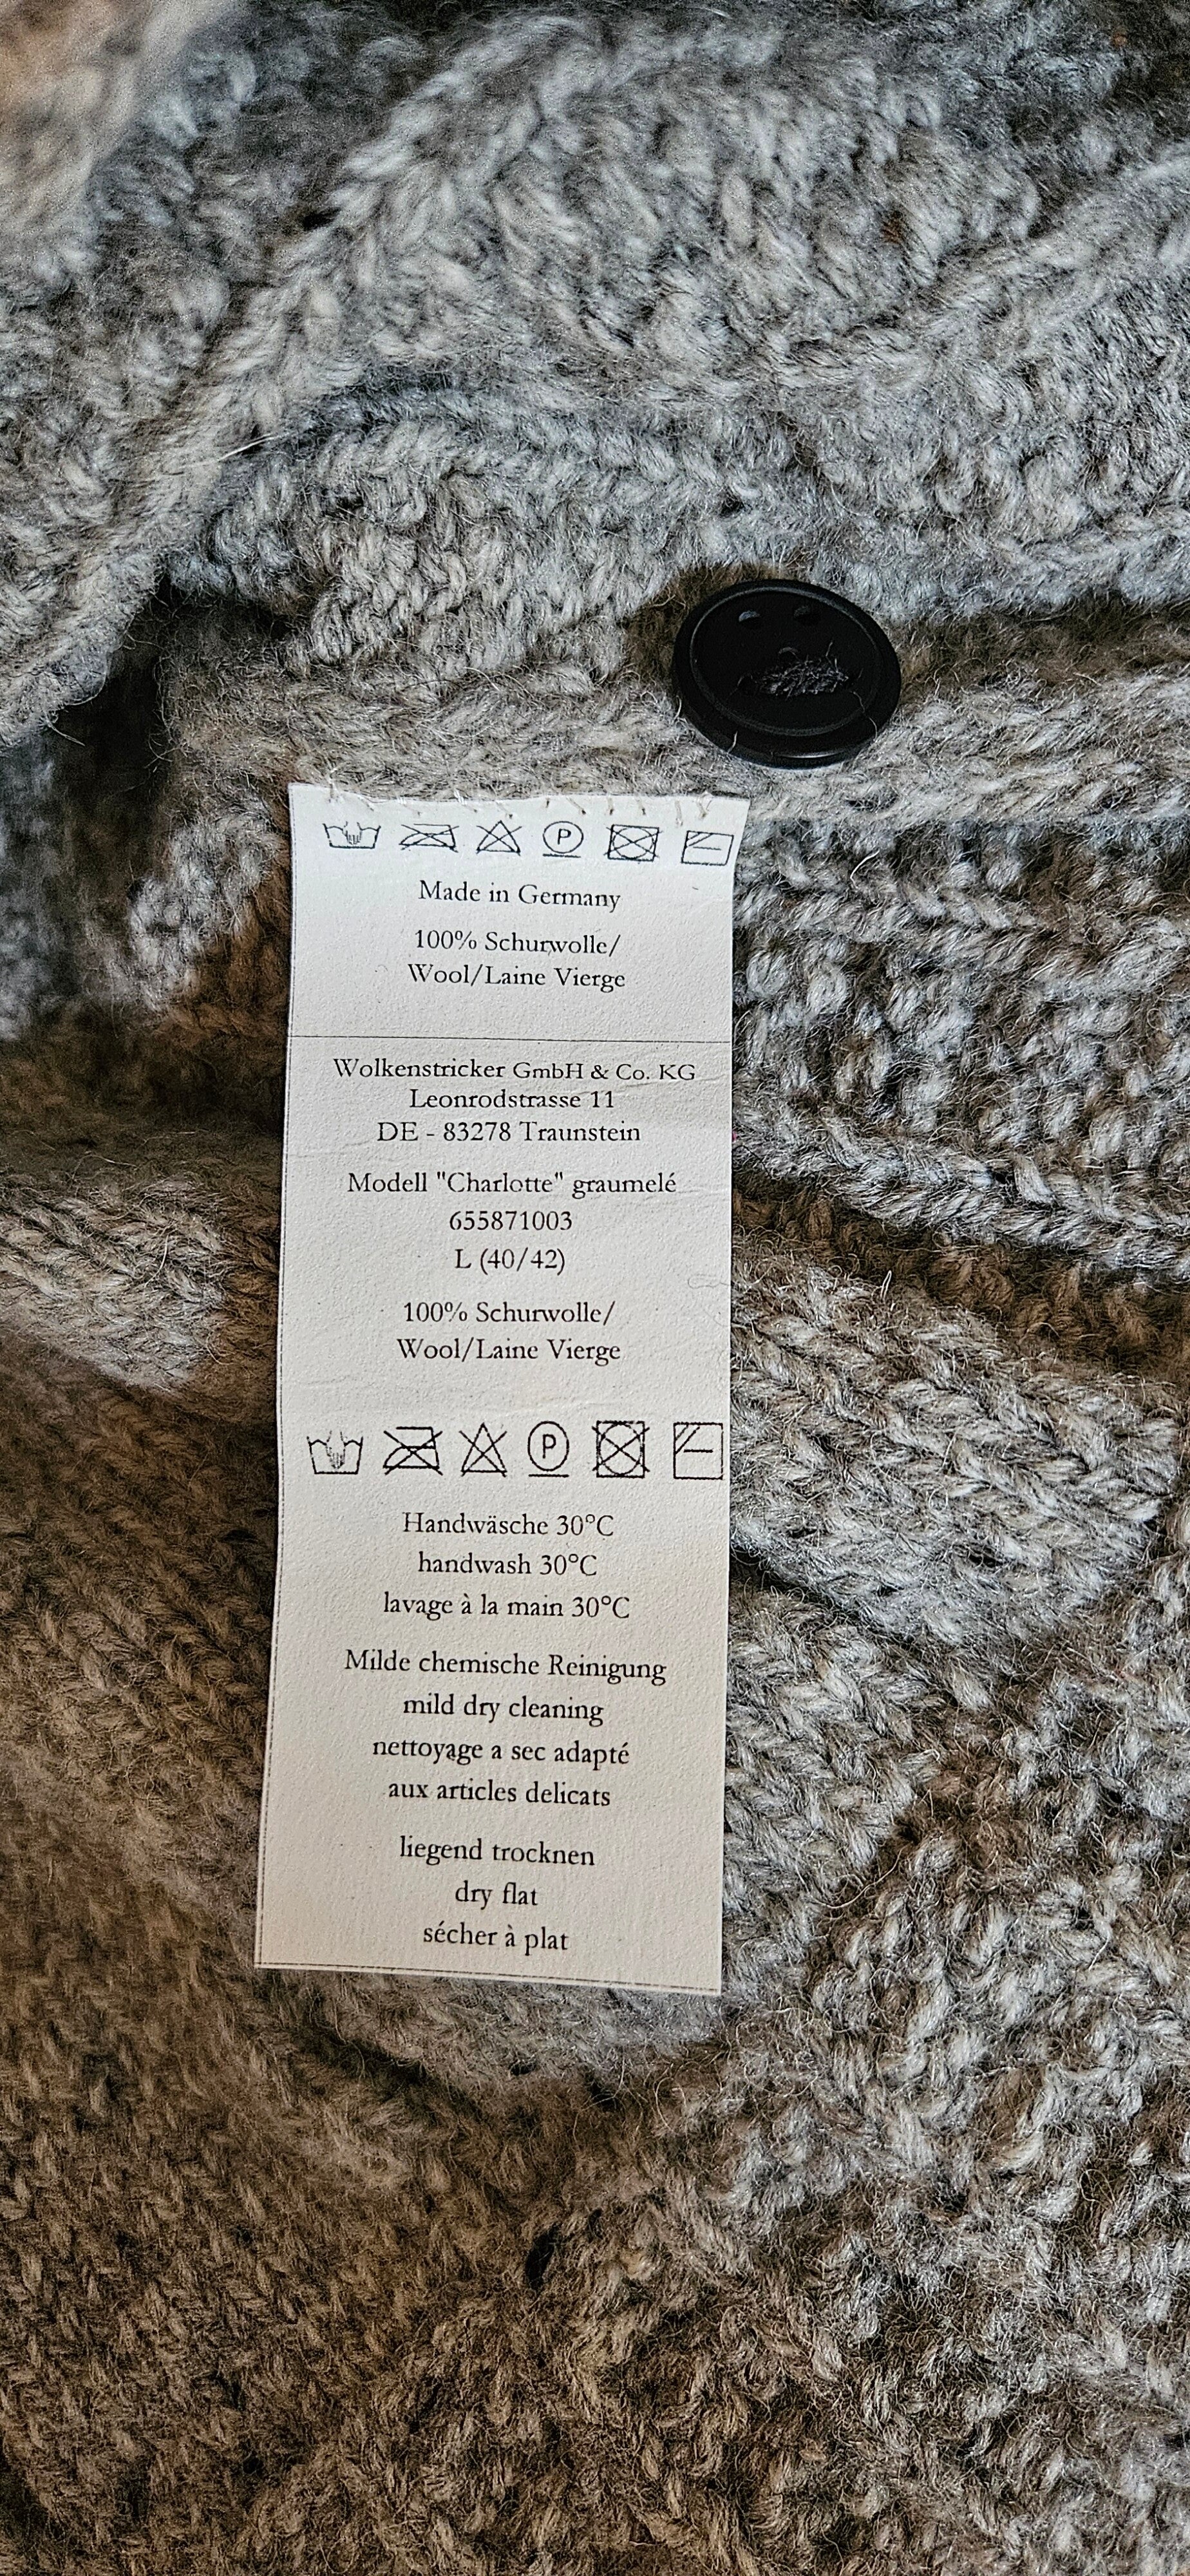 P
Made in Germany
100% Schurwolle/
Wool/Laine Vierge
Wolkenstricker GmbH & Co. KG
Leonrodstrasse 11
DE - 83278 Traunstein
Modell "Charlotte" graumelé
655871003
L (40/42)
100% Schurwolle/
Wool/Laine Vierge
P
Handwäsche 30°C
handwash 30°C
lavage à la main 30°C
Milde chemische Reinigung
mild dry cleaning
nettoyage a sec adapté
aux articles delicats
liegend trocknen
dry flat
sécher à plat